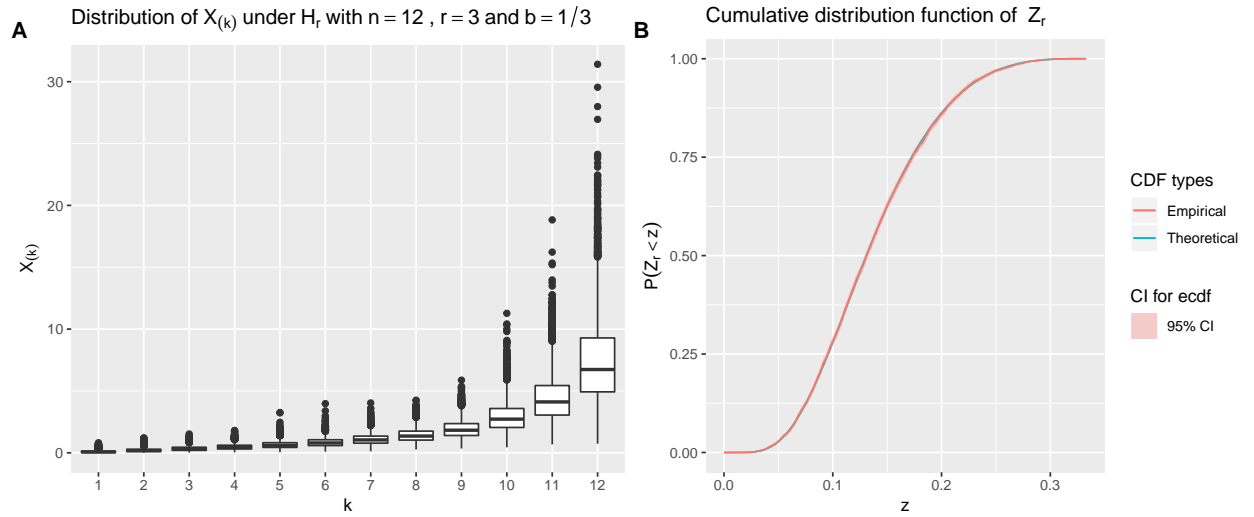 A
Distribution of X(k) under Hr with n = 12 , r = 3 and b = 1/3
30
20
10
0
X(k)
1 2 3 4 5 6 7 8 9 10 11 12
k
B
Cumulative distribution function of Zr
1.00
0.75
0.50
0.25
0.00
P(Zr < z)
0.0 0.1 0.2 0.3
z
CDF types
Empirical
Theoretical
CI for ecdf
95% CI